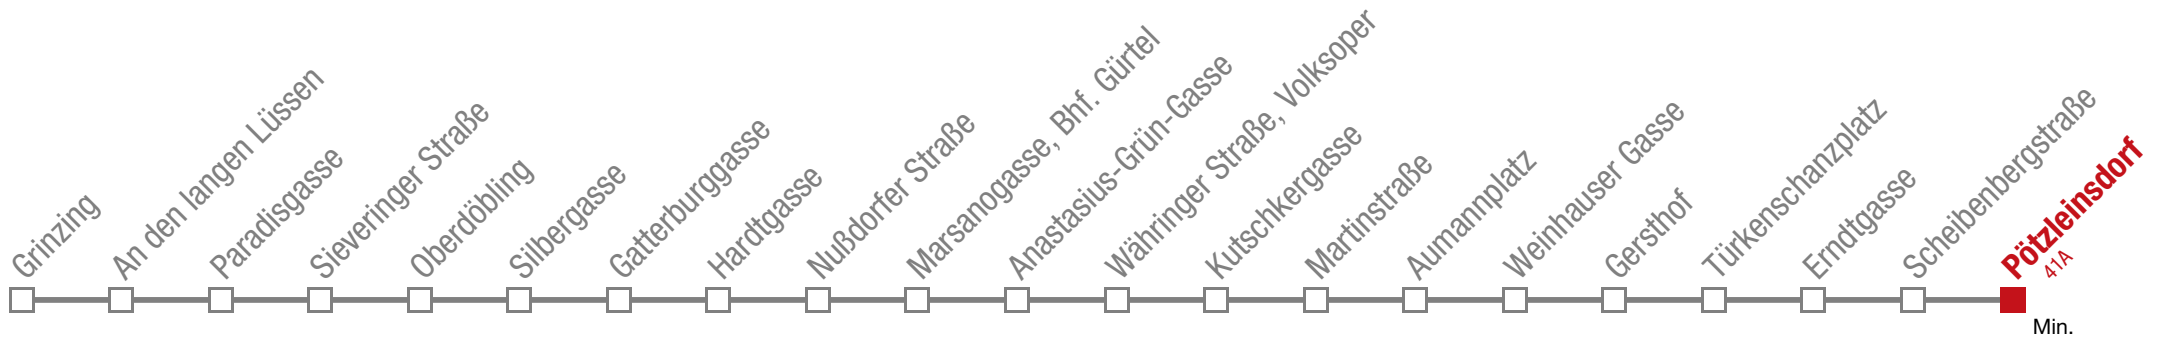 Grinzing
An den langen Lüssen
Paradisgasse
Sieveringer Straße
Oberdöbling
Silbergasse
Gatterburggasse
Hardtgasse
Nußdorfer Straße
Marsanogasse, Bhf. Gürtel
Anastasius-Grün-Gasse
Währinger Straße, Volksoper
Kutschkergasse
Martinstraße
Aumannplatz
Weinhauser Gasse
Gersthof
Türkenschanzplatz
Erndtgasse
Scheibenbergstraße
Pötzleinsdorf
41A
Min.